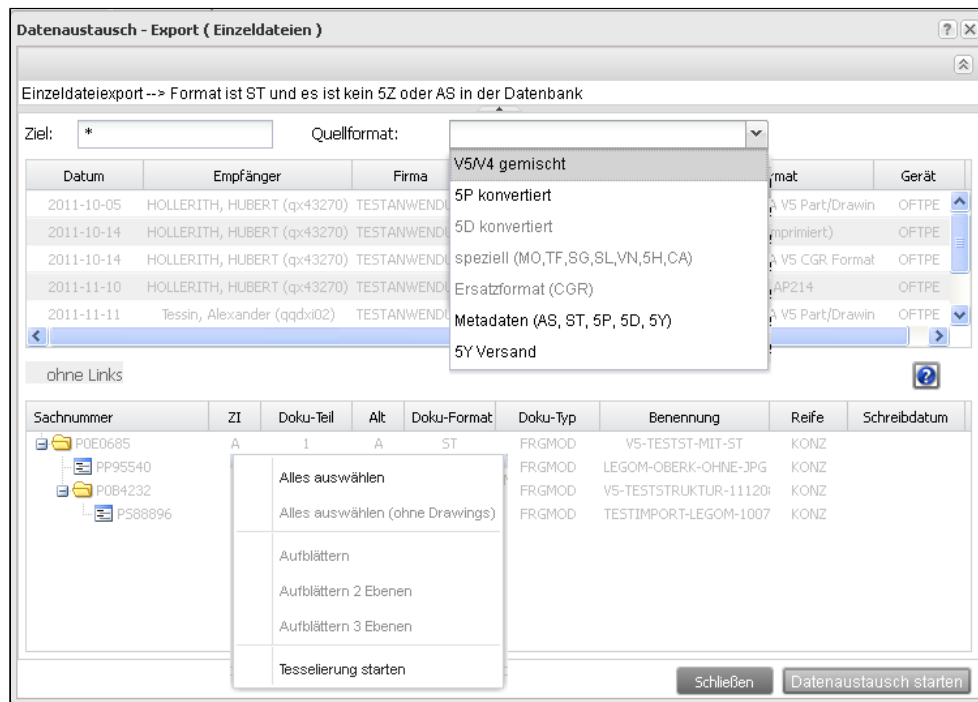 Datenaustausch - Export ( Einzeldateien )
Einzeldateiexport --> Format ist ST und es ist kein 5Z oder AS in der Datenbank
Ziel: * Quellformat:
V5/V4 gemischt
5P konvertiert
5D konvertiert
speziell (MO,TF,SG,SL,VN,5H,CA)
Ersatzformat (CGR)
Metadaten (AS, ST, 5P, 5D, 5Y)
5Y Versand
Datum Empfänger Firma mat Gerät
2011-10-05 HOLLERITH, HUBERT (qx43270) TESTANWENDU V5 Part/Drawin OFTPE
2011-10-14 HOLLERITH, HUBERT (qx43270) TESTANWENDU mprimiert) OFTPE
2011-10-14 HOLLERITH, HUBERT (qx43270) TESTANWENDU V5 CGR Format OFTPE
2011-11-10 HOLLERITH, HUBERT (qx43270) TESTANWENDU AP214 OFTPE
2011-11-11 Tessin, Alexander (qqdxi02) TESTANWENDU V5 Part/Drawin OFTPE
ohne Links
Sachnummer ZI Doku-Teil Alt Doku-Format Doku-Typ Benennung Reife Schreibdatum
P0E0685 A 1 A ST FRGMOD V5-TESTST-MIT-ST KONZ
PP95540 FRGMOD LEGOM-OBERK-OHNE-JPG KONZ
P0B4232 FRGMOD V5-TESTSTRUKTUR-11120 KONZ
PS88896 FRGMOD TESTIMPORT-LEGOM-1007 KONZ
Alles auswählen
Alles auswählen (ohne Drawings)
Aufblättern
Aufblättern 2 Ebenen
Aufblättern 3 Ebenen
Tesselierung starten
Schließen Datenaustausch starten